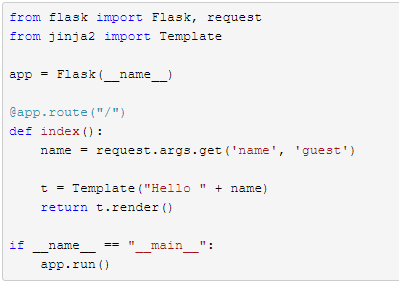 from flask import Flask, request
from jinja2 import Template
app = Flask(__name__)
@app.route("/")
def index():
    name = request.args.get('name', 'guest')
    t = Template("Hello " + name)
    return t.render()
if __name__ == "__main__":
    app.run()